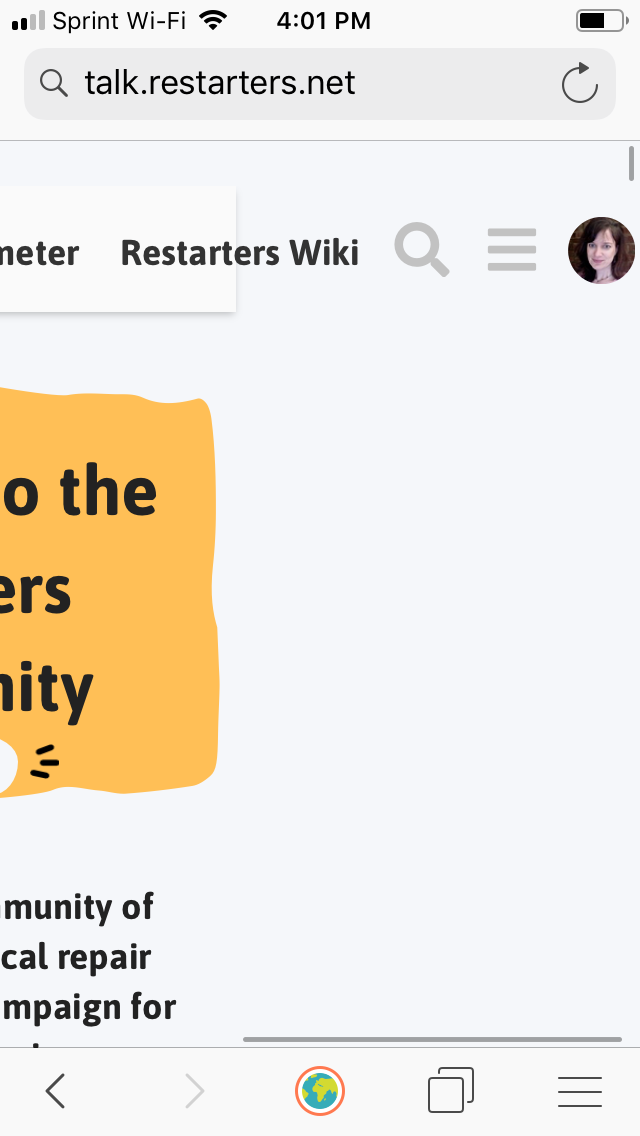 Sprint Wi-Fi 4:01 PM
talk.restarters.net
meter Restarters Wiki
o the
ers
nity
munity of
cal repair
mpaign for